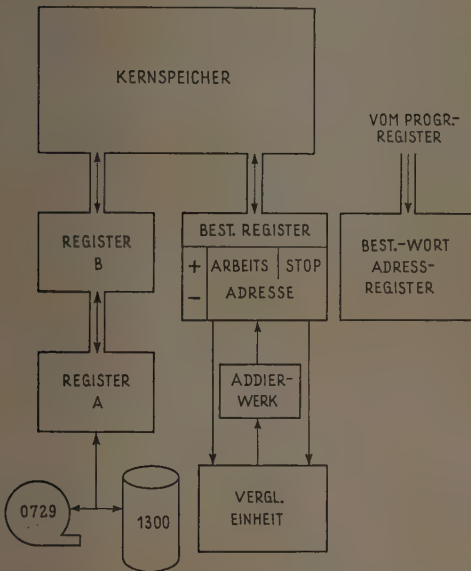 KERNSPEICHER
VOM PROGR.-
REGISTER
REGISTER
B
BEST. REGISTER
+ ARBEITS STOP
- ADRESSE
BEST.-WORT
ADRESS-
REGISTER
REGISTER
A
ADDIER-
WERK
0729
1300
VERGL.
EINHEIT